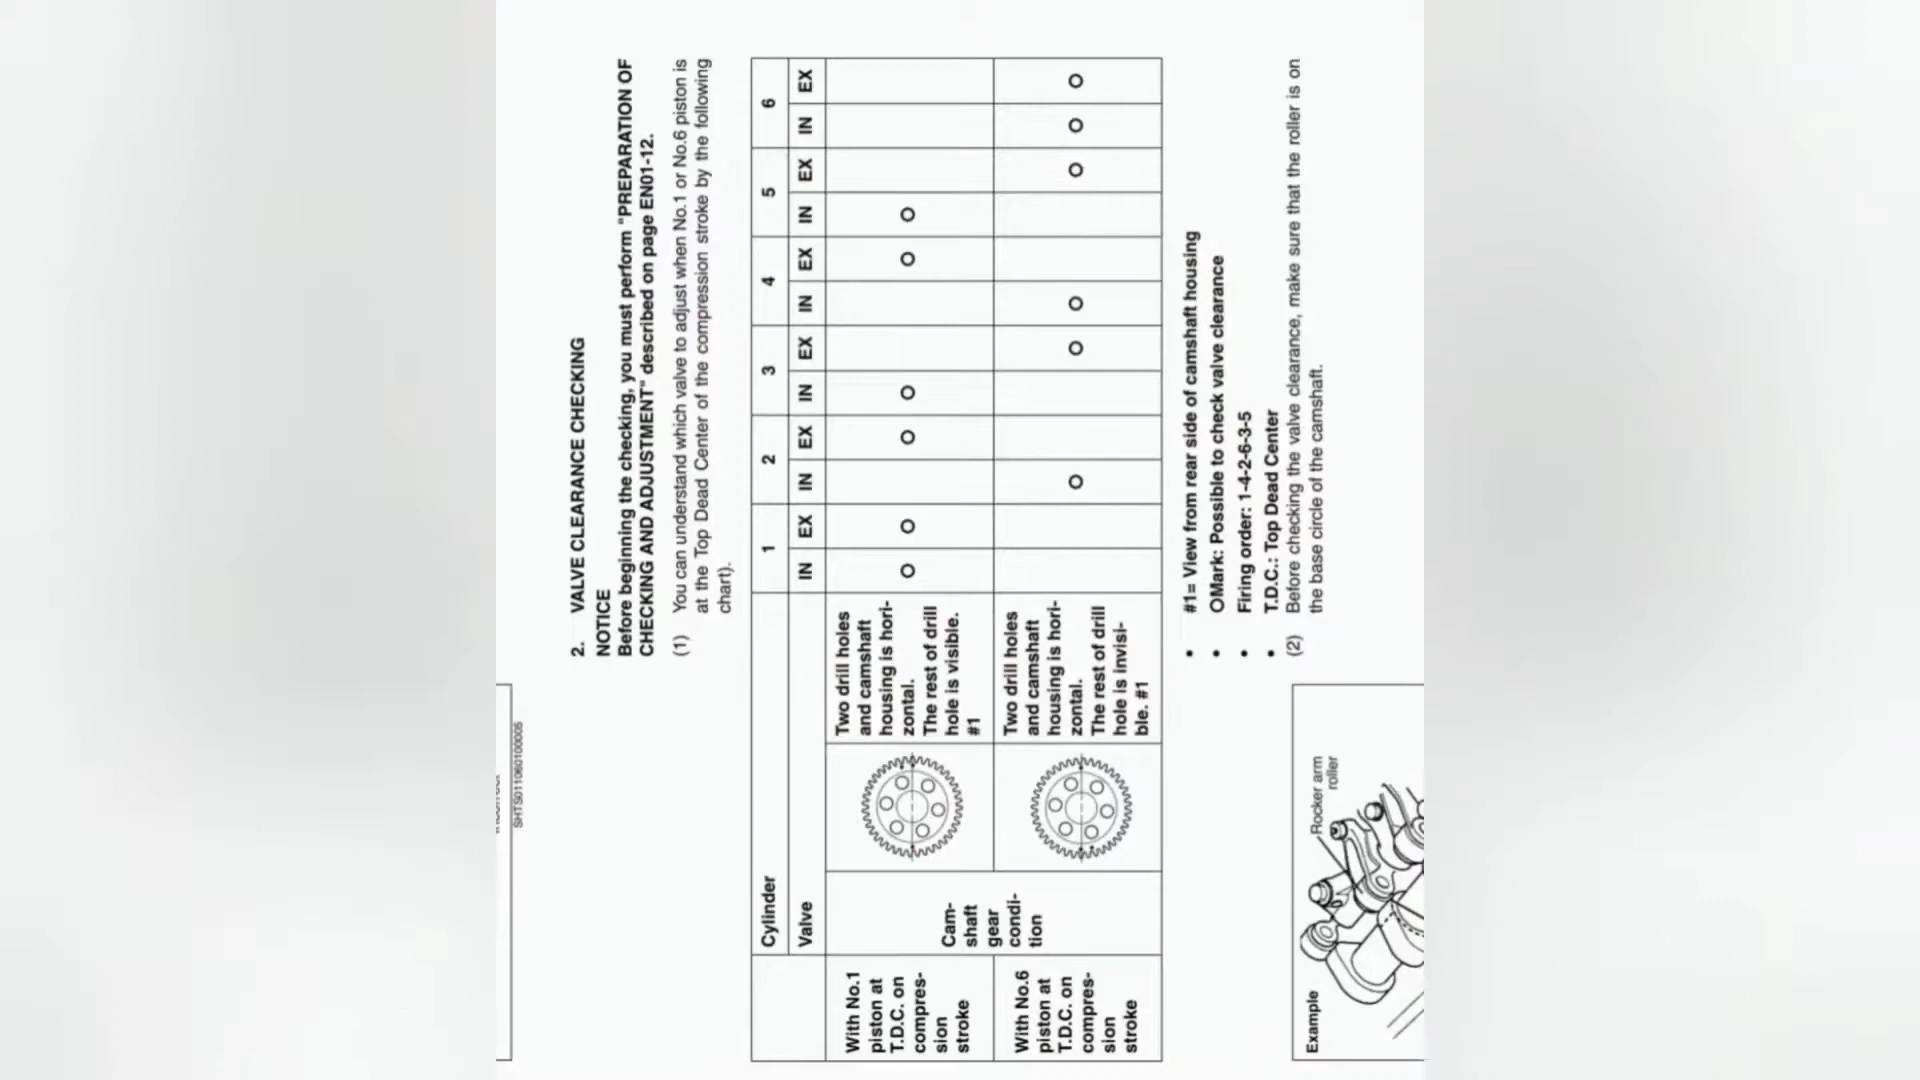 SHTS011060100005
2. VALVE CLEARANCE CHECKING
NOTICE
Before beginning the checking, you must perform "PREPARATION OF
CHECKING AND ADJUSTMENT" described on page EN01-12.
(1) You can understand which valve to adjust when No.1 or No.6 piston is
at the Top Dead Center of the compression stroke by the following
chart).
Cylinder 1 2 3 4 5 6
Valve IN EX IN EX IN EX IN EX IN EX IN EX
With No.1
piston at
T.D.C. on
compres-
sion
stroke
Cam-
shaft
gear
condi-
tion
Two drill holes
and camshaft
housing is hori-
zontal.
The rest of drill
hole is visible.
#1
O O O O O O
With No.6
piston at
T.D.C. on
compres-
sion
stroke
Two drill holes
and camshaft
housing is hori-
zontal.
The rest of drill
hole is invisi-
ble. #1
O O O O O O
• #1= View from rear side of camshaft housing
• OMark: Possible to check valve clearance
• Firing order: 1-4-2-6-3-5
• T.D.C.: Top Dead Center
(2) Before checking the valve clearance, make sure that the roller is on
the base circle of the camshaft.
Example
Rocker arm
roller